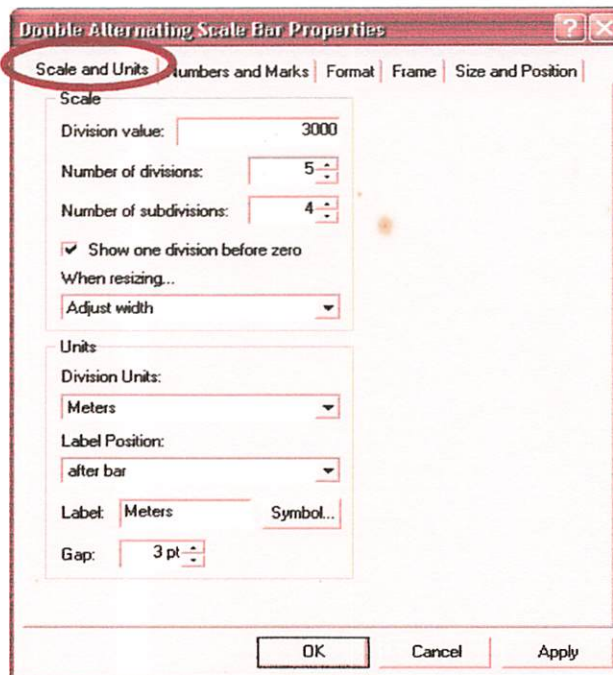 Double Alternating Scale Bar Properties
Scale and Units Numbers and Marks Format Frame Size and Position
Scale
Division value: 3000
Number of divisions: 5
Number of subdivisions: 4
Show one division before zero
When resizing...
Adjust width
Units
Division Units:
Meters
Label Position:
after bar
Label: Meters Symbol...
Gap: 3 pt
OK Cancel Apply